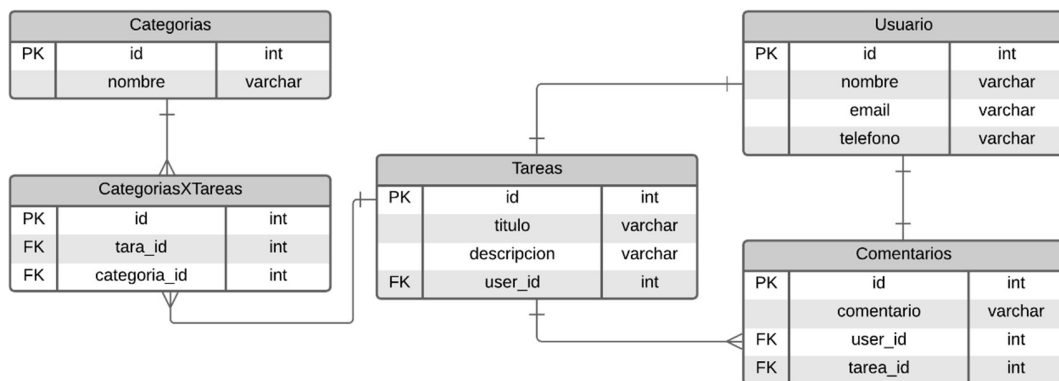 Categorias
PK id int
nombre varchar
Usuario
PK id int
nombre varchar
email varchar
telefono varchar
CategoriasXTareas
PK id int
FK tara_id int
FK categoria_id int
Tareas
PK id int
titulo varchar
descripcion varchar
FK user_id int
Comentarios
PK id int
comentario varchar
FK user_id int
FK tarea_id int